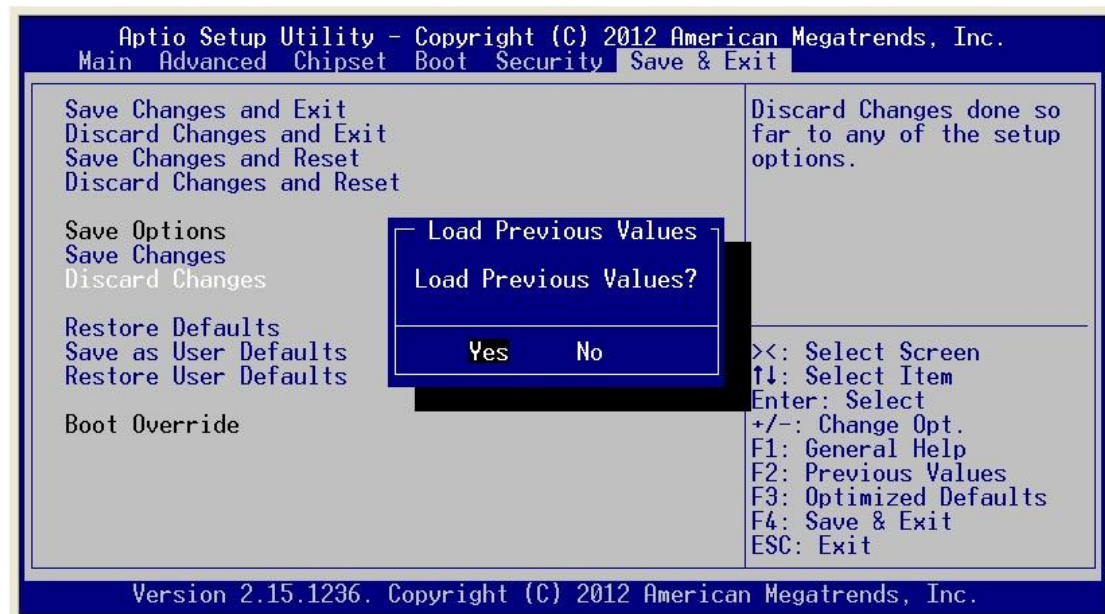 Aptio Setup Utility - Copyright (C) 2012 American Megatrends, Inc.
Main Advanced Chipset Boot Security Save & Exit
Save Changes and Exit
Discard Changes and Exit
Save Changes and Reset
Discard Changes and Reset
Save Options
Save Changes
Discard Changes
Restore Defaults
Save as User Defaults
Restore User Defaults
Boot Override
Load Previous Values
Load Previous Values?
Yes No
Discard Changes done so
far to any of the setup
options.
><: Select Screen
↑↓: Select Item
Enter: Select
+/-: Change Opt.
F1: General Help
F2: Previous Values
F3: Optimized Defaults
F4: Save & Exit
ESC: Exit
Version 2.15.1236. Copyright (C) 2012 American Megatrends, Inc.